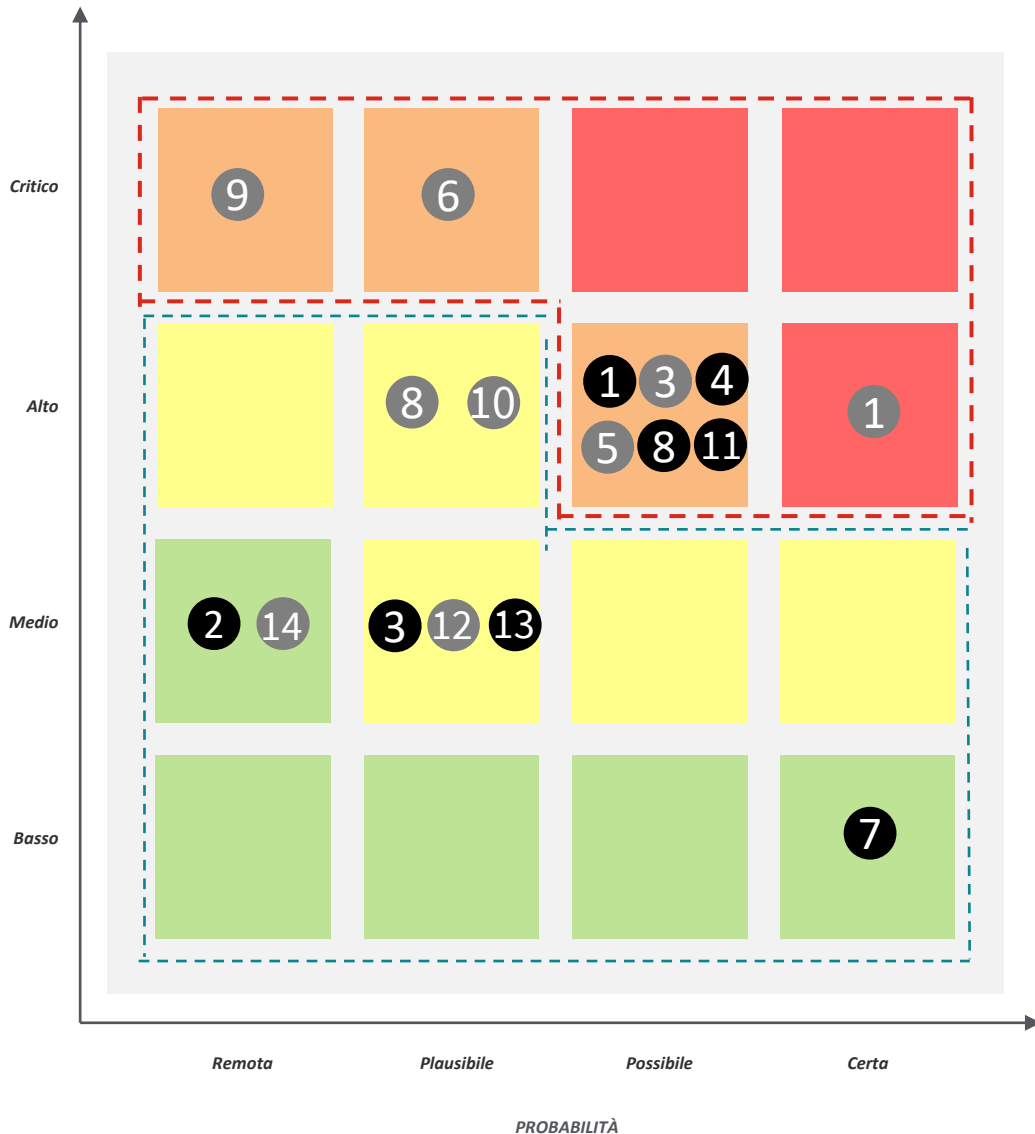 Critico
9
6
Alto
8 10
1 3 4
5 8 11
1
Medio
2 14
3 12 13
Basso
7
Remota Plausibile Possibile Certa
PROBABILITÀ